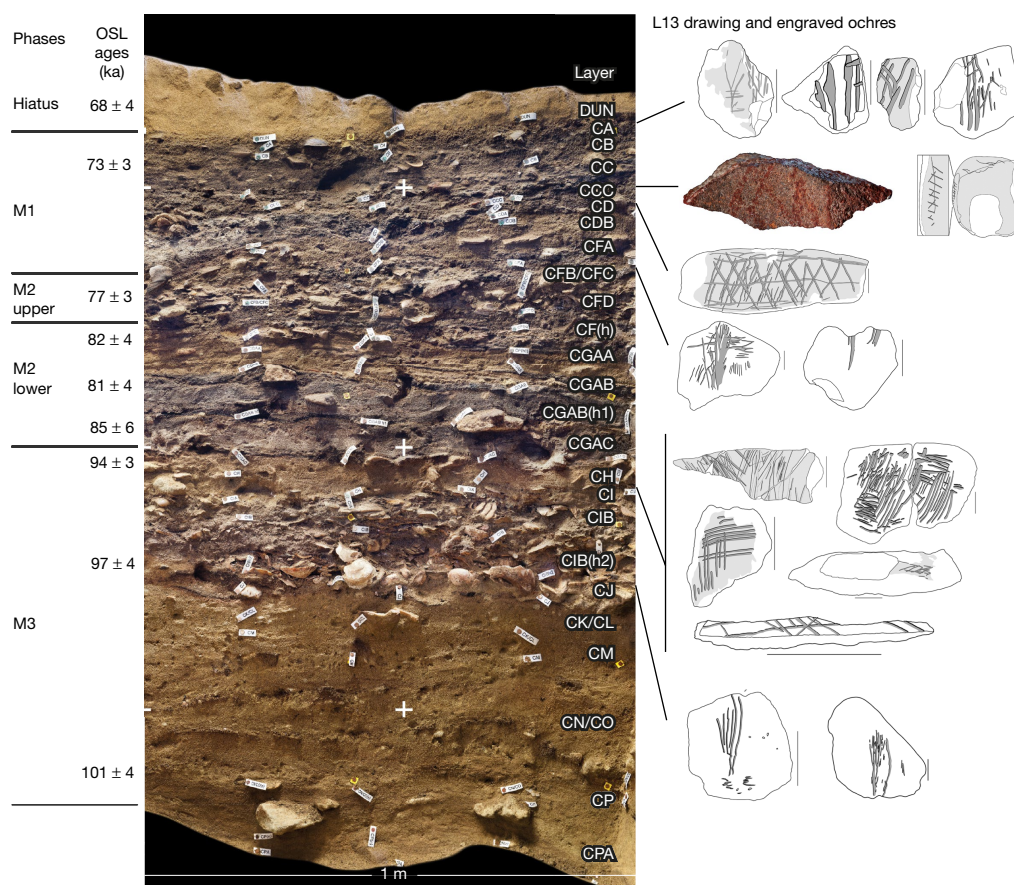 Phases
OSL
ages
(ka)
L13 drawing and engraved ochres
Layer
Hiatus
68 ± 4
DUN
CA
CB
73 ± 3
CC
CCC
CD
M1
CDB
CFA
CFB/CFC
M2
upper
77 ± 3
CFD
CF(h)
82 ± 4
CGAA
M2
lower
81 ± 4
CGAB
CGAB(h1)
85 ± 6
CGAC
94 ± 3
CH
CI
CIB
97 ± 4
CIB(h2)
CJ
M3
CK/CL
CM
CN/CO
101 ± 4
CP
CPA
1 m